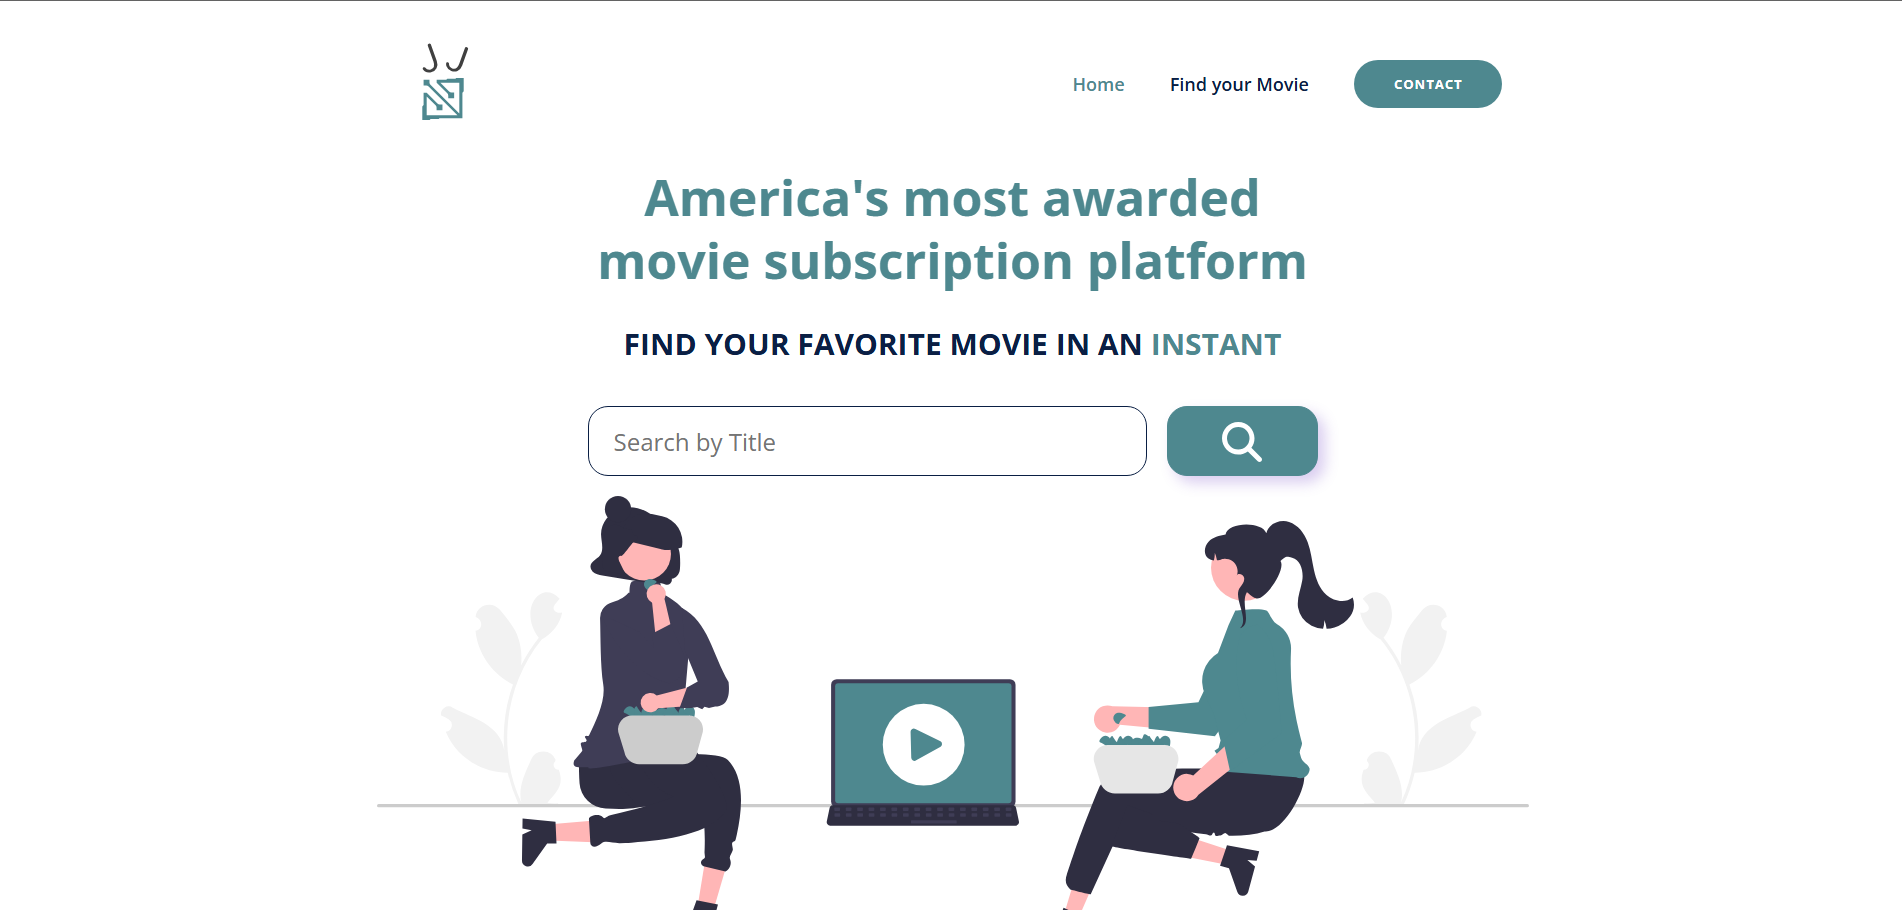 JJ
Home
Find your Movie
CONTACT
America's most awarded
movie subscription platform
FIND YOUR FAVORITE MOVIE IN AN INSTANT
Search by Title